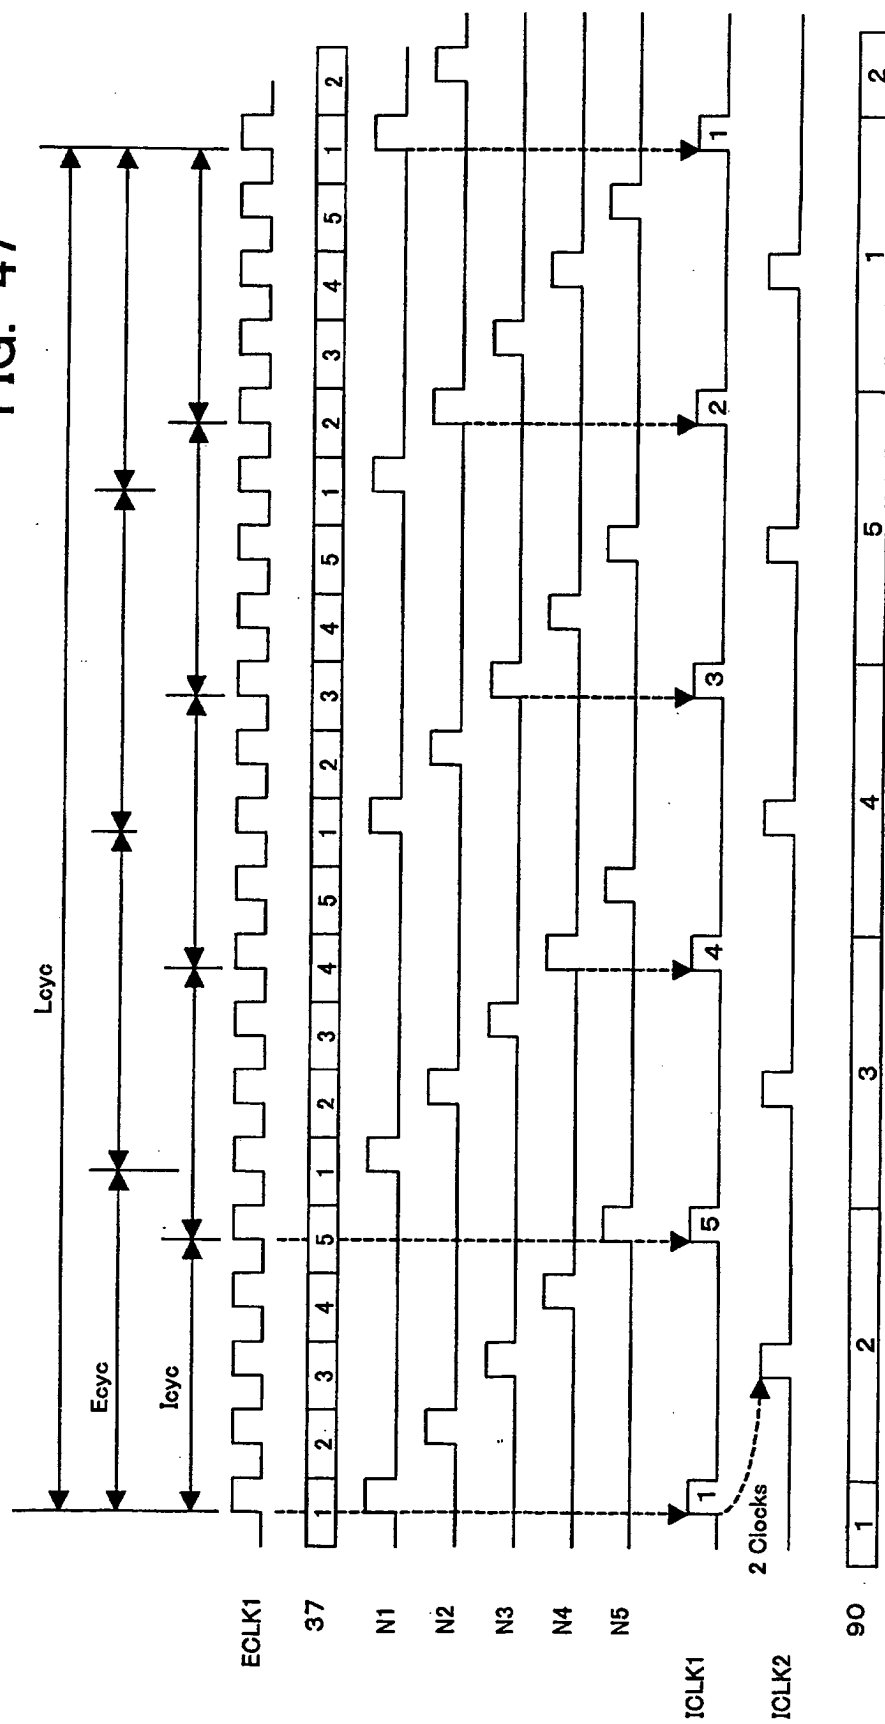 FIG. 47
Lcyc
Ecyc
Icyc
ECLK1
37 1 2 3 4 5 1 2 3 4 5 1 2 3 4 5 1 2 3 4 5 1 2
N1
N2
N3
N4
N5
ICLK1 1 5 4 3 2 1
2 Clocks
ICLK2
90 1 2 3 4 5 1 2